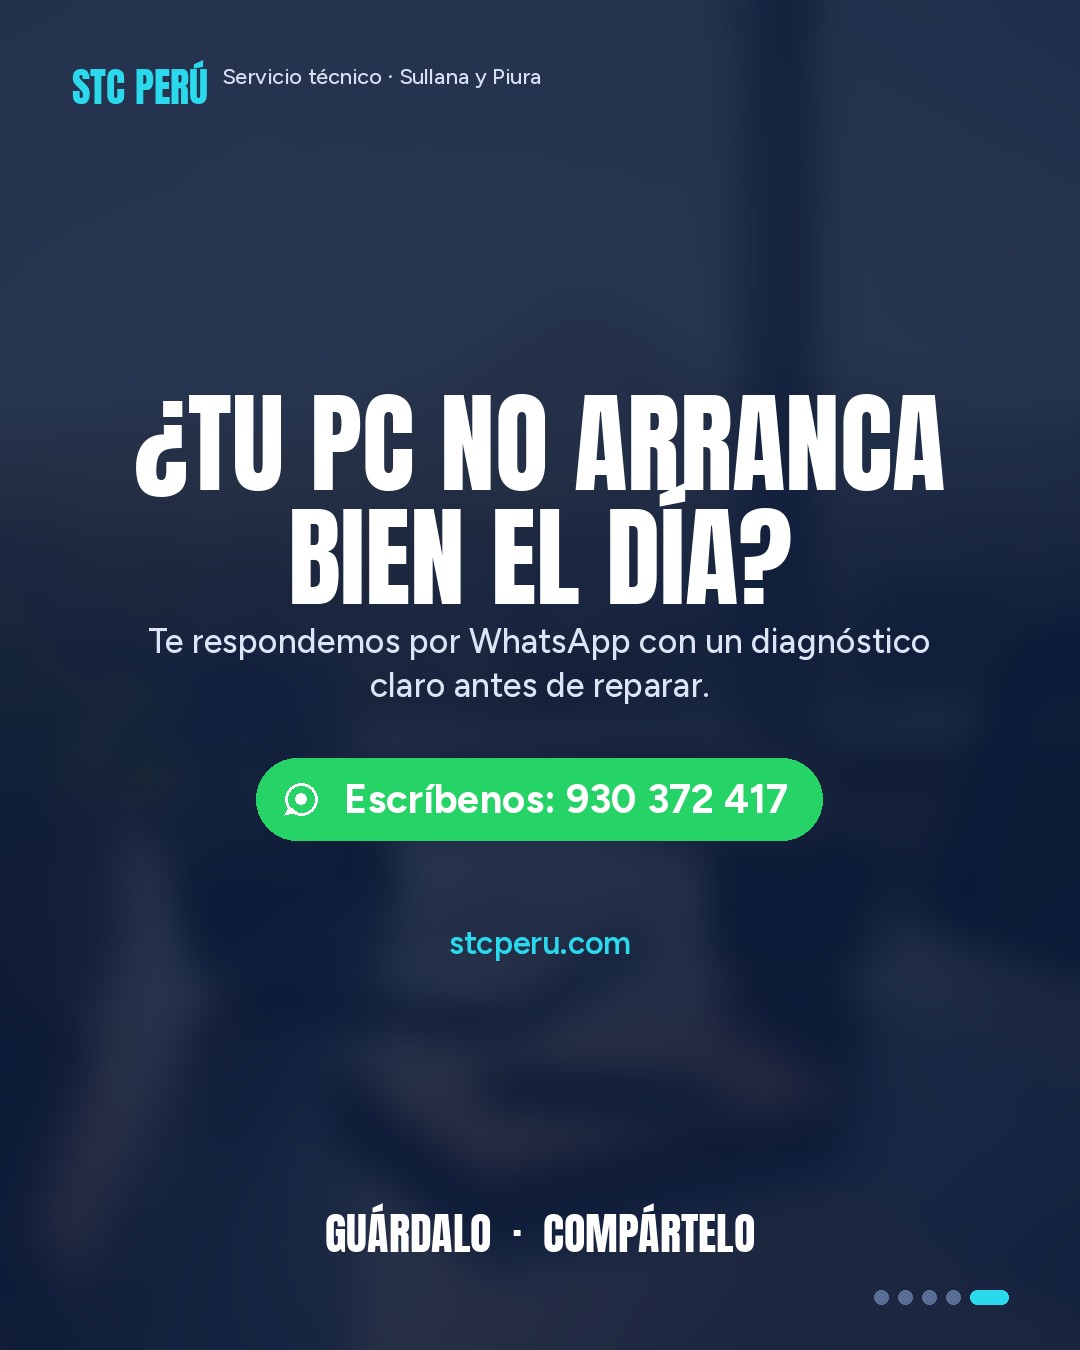 STC PERÚ Servicio técnico · Sullana y Piura
¿TU PC NO ARRANCA
BIEN EL DÍA?
Te respondemos por WhatsApp con un diagnóstico
claro antes de reparar.
Escríbenos: 930 372 417
stcperu.com
GUÁRDALO · COMPÁRTELO